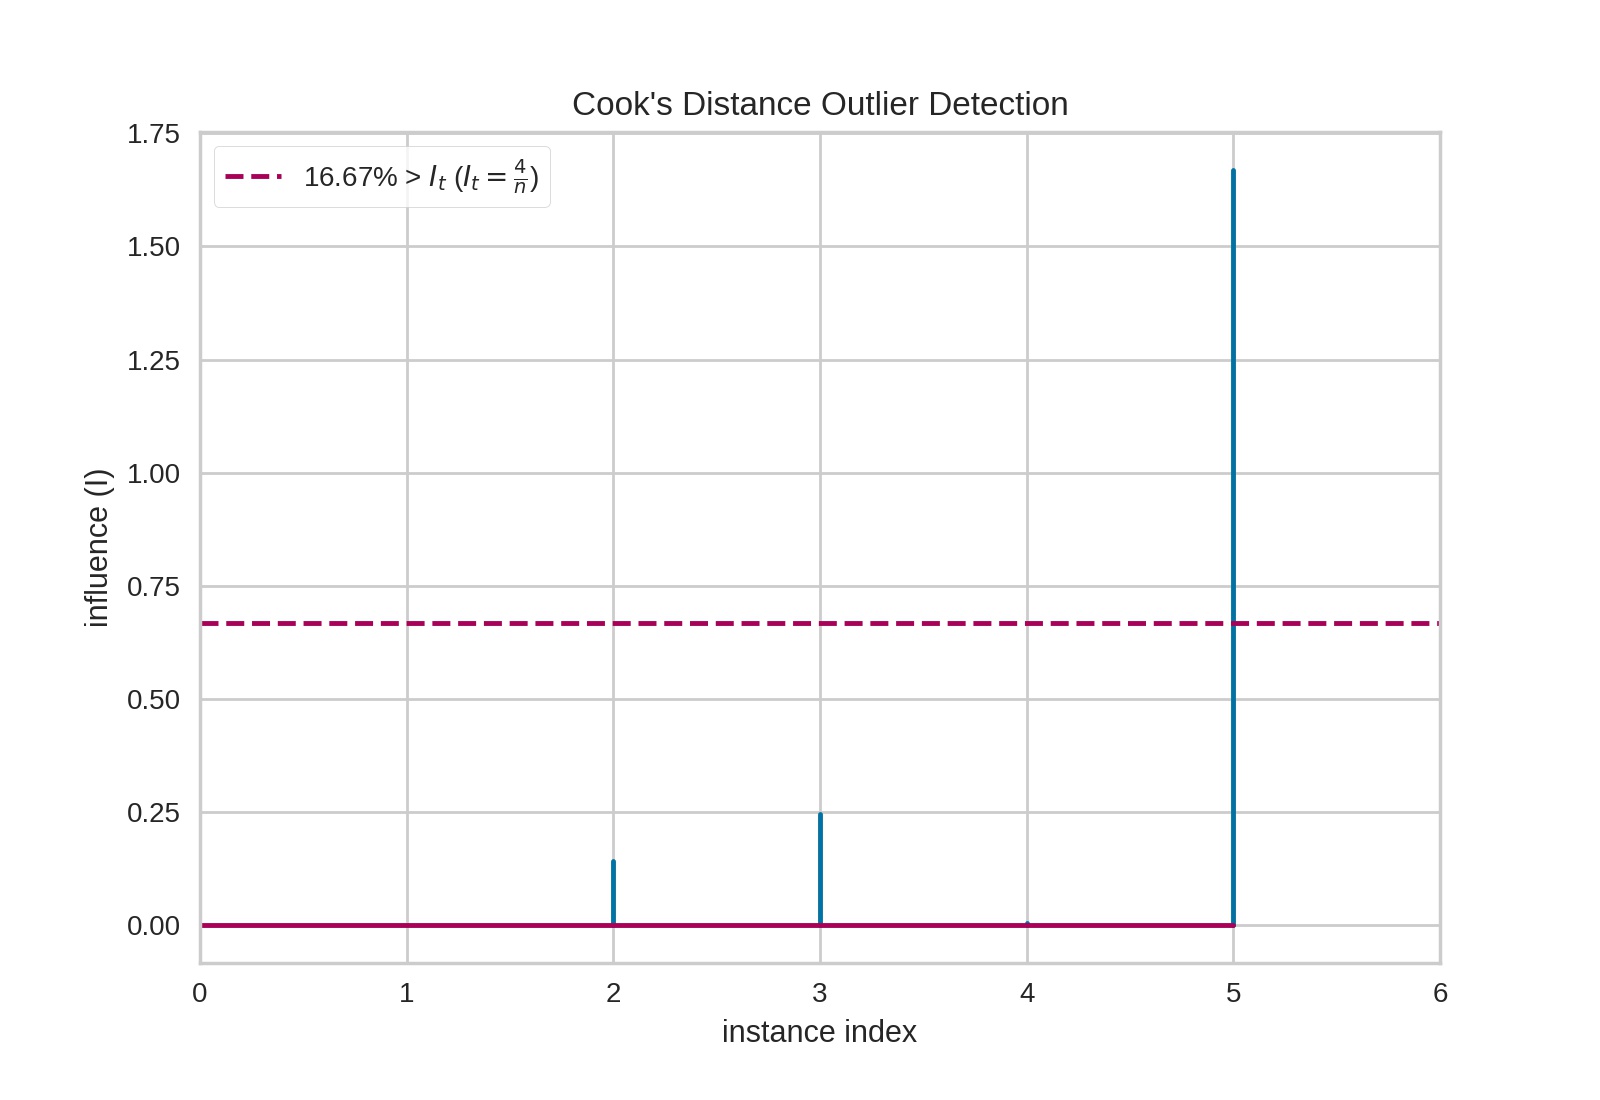 Cook's Distance Outlier Detection
16.67% > I_t (I_t = 4/n)
influence (I)
1.75
1.50
1.25
1.00
0.75
0.50
0.25
0.00
0 1 2 3 4 5 6
instance index